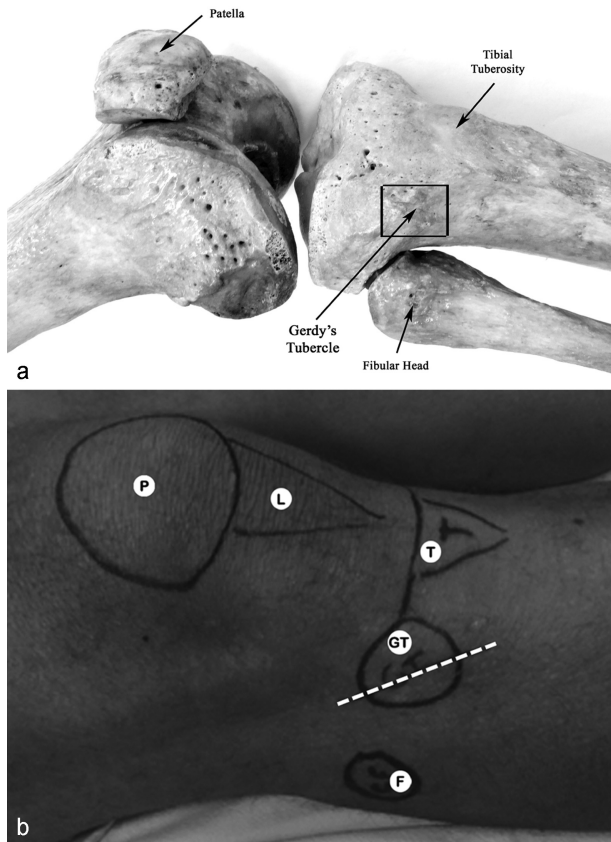 Patella
Tibial
Tuberosity
Gerdy's
Tubercle
Fibular Head
a
P
L
T
GT
F
b